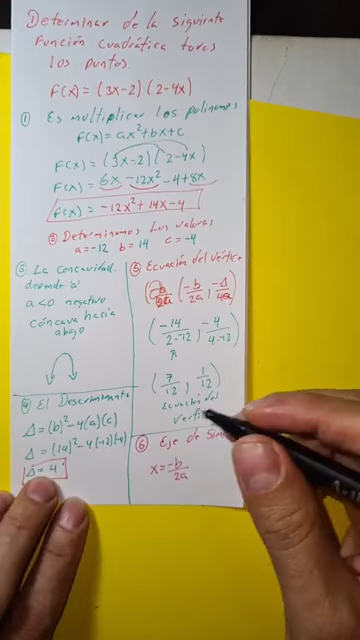 Determinar de la siguiente
función cuadrática todos
los puntos.
F(x) = (3x-2)(2-4x)
① Es multiplicar los polinomios
F(x) = ax²+bx+c
F(x) = (3x-2)(2-4x)
F(x) = 6x -12x² -4+8x
F(x) = -12x²+14x-4
② Determinamos los valores
a=-12 b=14 c=-4
③ La concavidad
depende a
a<0 negativo
cóncava hacia
abajo
④ El Descriminante
Δ = (b)²-4(a)(c)
Δ = (14)²-4(-12)(-4)
Δ = 4
⑤ Ecuación del vértice
(-b/2a, -Δ/4a)
(-14/2·-12, -4/4·-12)
(7/12, 1/12)
Ecuación del
⑥ Eje de
x = -b/2a